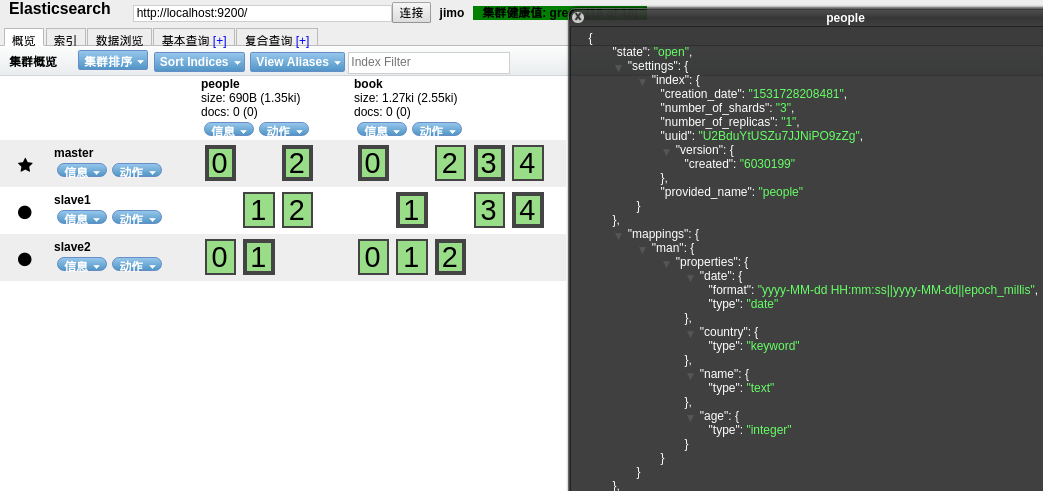 Elasticsearch
http://localhost:9200/ 连接 jimo 集群健康值: gre
概览 索引 数据浏览 基本查询 [+] 复合查询 [+]
集群概览 集群排序 Sort Indices View Aliases Index Filter
people book
size: 690B (1.35ki) size: 1.27ki (2.55ki)
docs: 0 (0) docs: 0 (0)
信息 动作 信息 动作
master
信息 动作
0 2 0 2 3 4
slave1
信息 动作
1 2 1 3 4
slave2
信息 动作
0 1 0 1 2
people
{
"state": "open",
"settings": {
"index": {
"creation_date": "1531728208481",
"number_of_shards": "3",
"number_of_replicas": "1",
"uuid": "U2BduYtUSZu7JJNiPO9zZg",
"version": {
"created": "6030199"
},
"provided_name": "people"
}
},
"mappings": {
"man": {
"properties": {
"date": {
"format": "yyyy-MM-dd HH:mm:ss||yyyy-MM-dd||epoch_millis",
"type": "date"
},
"country": {
"type": "keyword"
},
"name": {
"type": "text"
},
"age": {
"type": "integer"
}
}
}
},